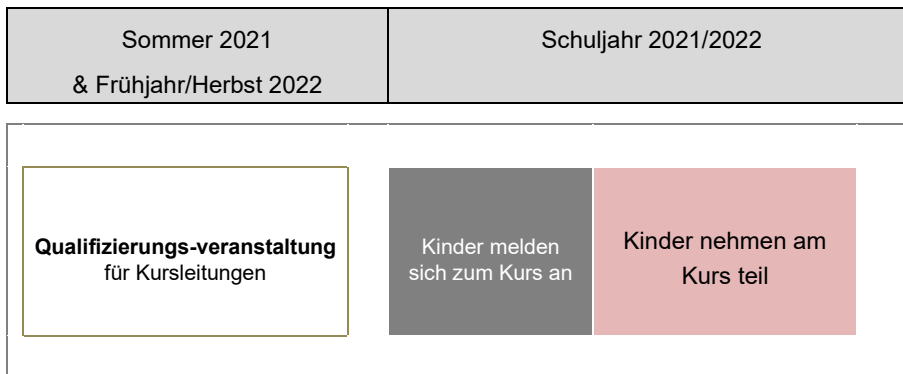 Sommer 2021
& Frühjahr/Herbst 2022
Schuljahr 2021/2022
Qualifizierungs-veranstaltung
für Kursleitungen
Kinder melden
sich zum Kurs an
Kinder nehmen am
Kurs teil